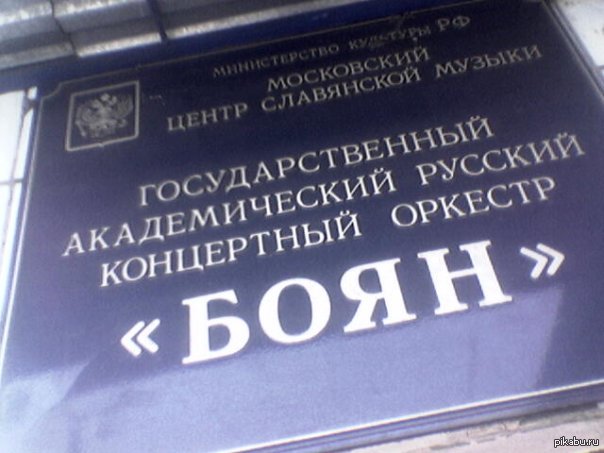 МИНИСТЕРСТВО КУЛЬТУРЫ РФ
МОСКОВСКИЙ
ЦЕНТР СЛАВЯНСКОЙ МУЗЫКИ
ГОСУДАРСТВЕННЫЙ
АКАДЕМИЧЕСКИЙ РУССКИЙ
КОНЦЕРТНЫЙ ОРКЕСТР
«БОЯН»
pikabu.ru